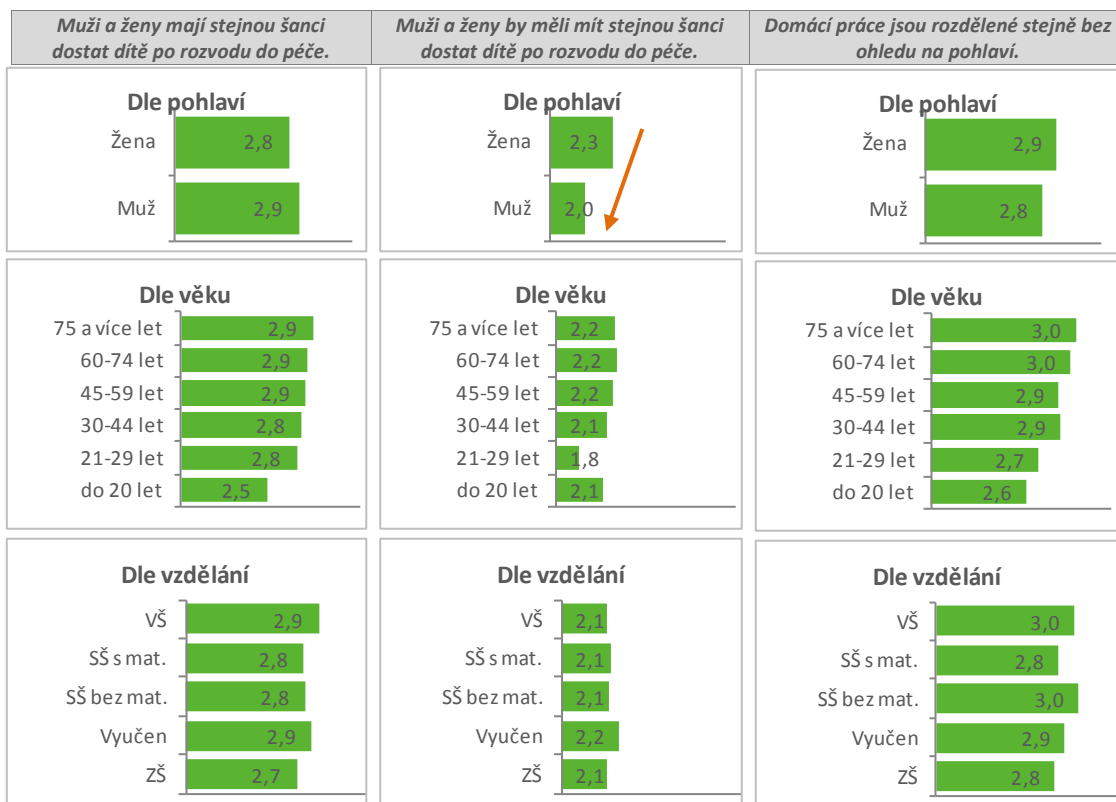 Muži a ženy mají stejnou šanci
dostat dítě po rozvodu do péče.
Muži a ženy by měli mít stejnou šanci
dostat dítě po rozvodu do péče.
Domácí práce jsou rozdělené stejně bez
ohledu na pohlaví.
Dle pohlaví
Žena 2,8
Muž 2,9
Dle pohlaví
Žena 2,3
Muž 2,0
Dle pohlaví
Žena 2,9
Muž 2,8
Dle věku
75 a více let 2,9
60-74 let 2,9
45-59 let 2,9
30-44 let 2,8
21-29 let 2,8
do 20 let 2,5
Dle věku
75 a více let 2,2
60-74 let 2,2
45-59 let 2,2
30-44 let 2,1
21-29 let 1,8
do 20 let 2,1
Dle věku
75 a více let 3,0
60-74 let 3,0
45-59 let 2,9
30-44 let 2,9
21-29 let 2,7
do 20 let 2,6
Dle vzdělání
VŠ 2,9
SŠ s mat. 2,8
SŠ bez mat. 2,8
Vyučen 2,9
ZŠ 2,7
Dle vzdělání
VŠ 2,1
SŠ s mat. 2,1
SŠ bez mat. 2,1
Vyučen 2,2
ZŠ 2,1
Dle vzdělání
VŠ 3,0
SŠ s mat. 2,8
SŠ bez mat. 3,0
Vyučen 2,9
ZŠ 2,8